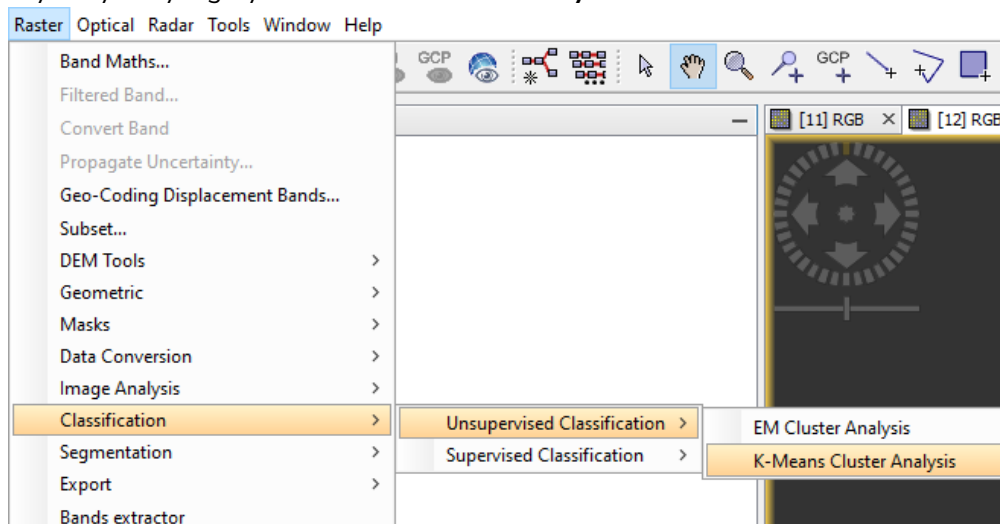 Raster Optical Radar Tools Window Help
Band Maths...
GCP
GCP
Filtered Band...
Convert Band
[11] RGB
[12] RGB
Propagate Uncertainty...
Geo-Coding Displacement Bands...
Subset...
DEM Tools
Geometric
Masks
Data Conversion
Image Analysis
Classification
Unsupervised Classification
EM Cluster Analysis
Segmentation
Supervised Classification
K-Means Cluster Analysis
Export
Bands extractor